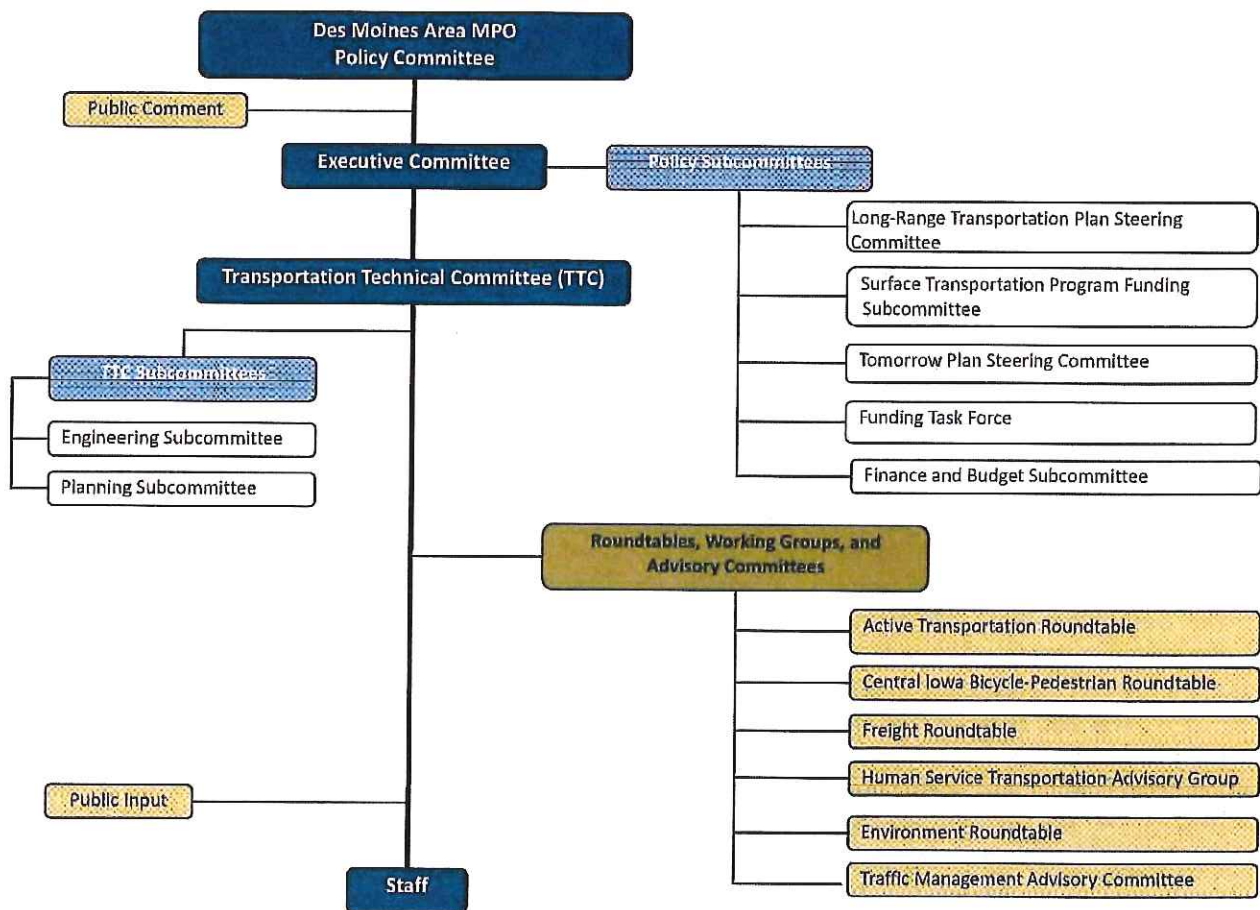 Des Moines Area MPO
Policy Committee
Public Comment
Executive Committee
Policy Subcommittees
Long-Range Transportation Plan Steering
Committee
Surface Transportation Program Funding
Subcommittee
Tomorrow Plan Steering Committee
Funding Task Force
Finance and Budget Subcommittee
Transportation Technical Committee (TTC)
TTC Subcommittees
Engineering Subcommittee
Planning Subcommittee
Roundtables, Working Groups, and
Advisory Committees
Active Transportation Roundtable
Central Iowa Bicycle-Pedestrian Roundtable
Freight Roundtable
Human Service Transportation Advisory Group
Environment Roundtable
Traffic Management Advisory Committee
Public Input
Staff